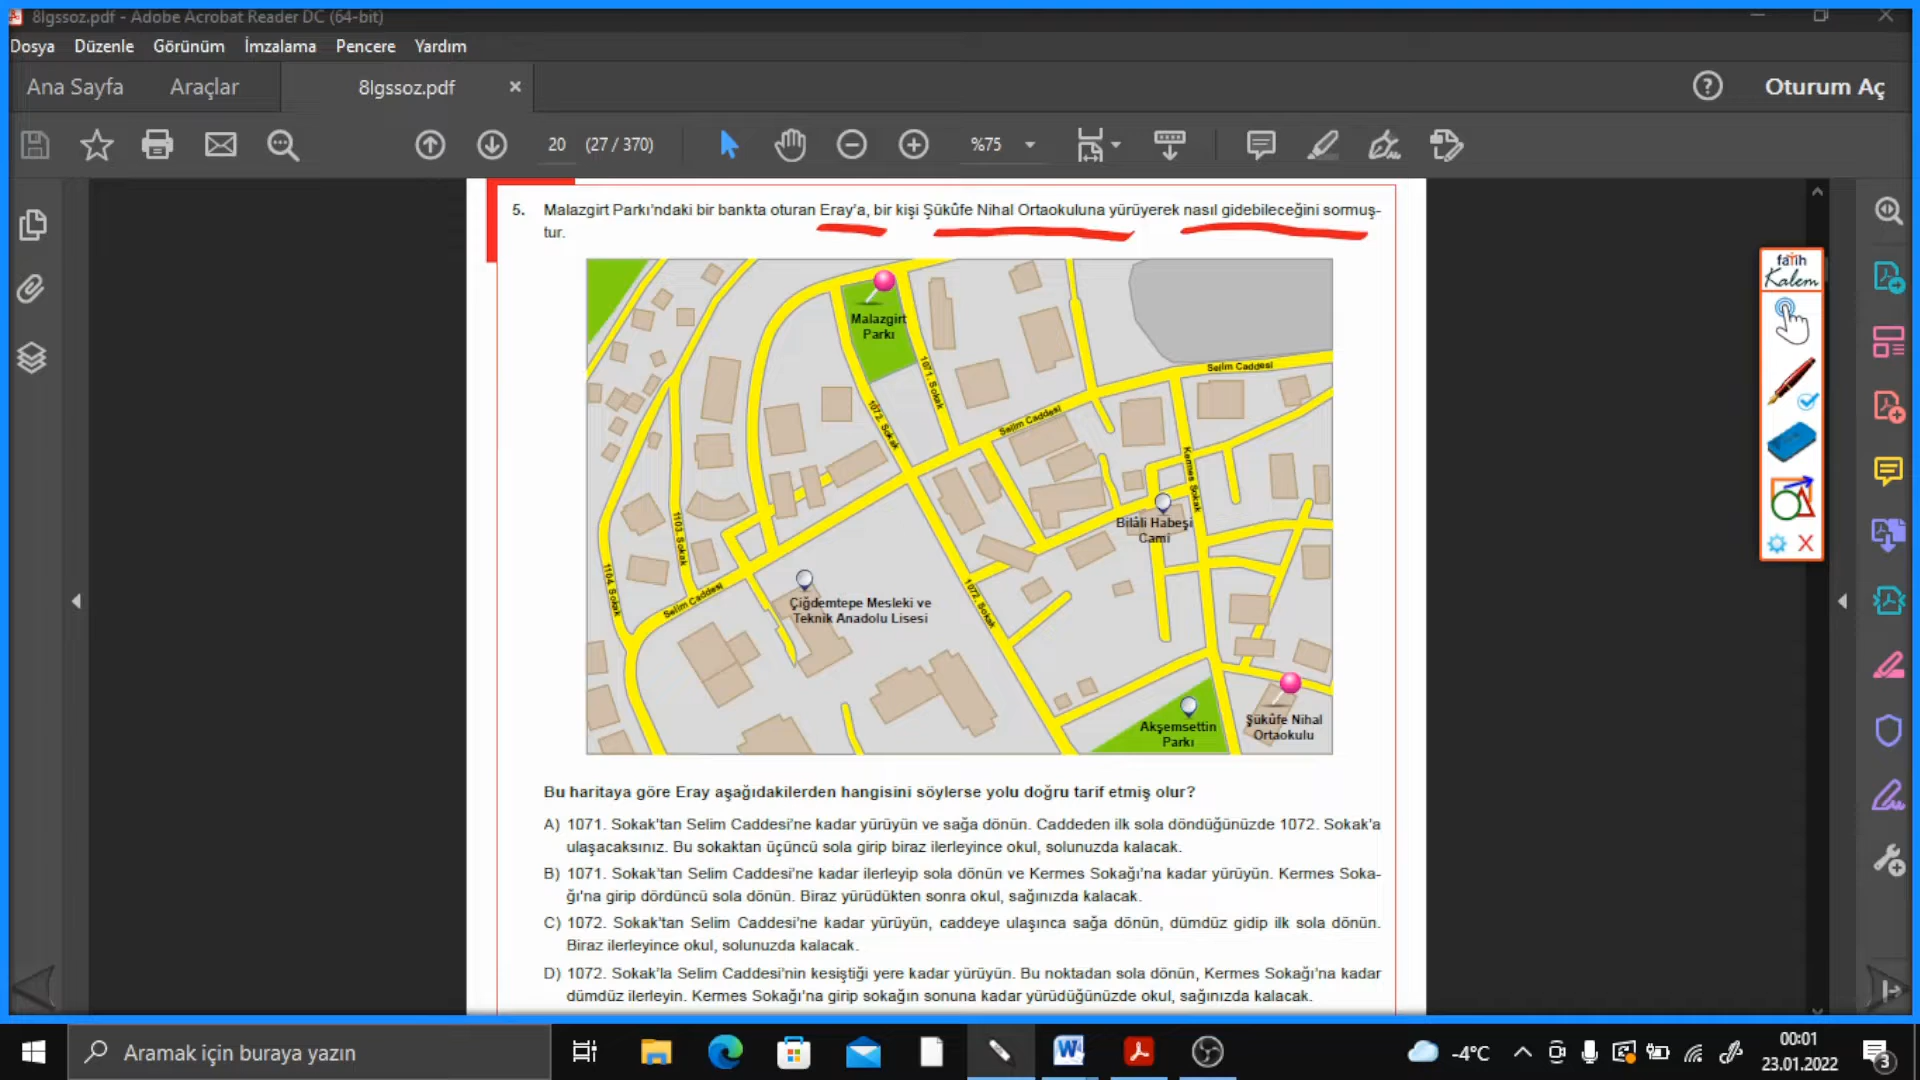 8lgssoz.pdf - Adobe Acrobat Reader DC (64-bit)
Dosya Düzenle Görünüm İmzalama Pencere Yardım
Ana Sayfa Araçlar 8lgssoz.pdf × ? Oturum Aç
20 (27 / 370) %75
5. Malazgirt Parkı'ndaki bir bankta oturan Eray'a, bir kişi Şükûfe Nihal Ortaokuluna yürüyerek nasıl gidebileceğini sormuş-
tur.
fatih
Kalem
Malazgirt
Parkı
1071. Sokak
1072. Sokak
Selim Caddesi
Selim Caddesi
Kermes Sokak
Bilâli Habeşi
Cami
1103. Sokak
1104. Sokak
Selim Caddesi
Çiğdemtepe Mesleki ve
Teknik Anadolu Lisesi
1072. Sokak
Akşemsettin
Parkı
Şükûfe Nihal
Ortaokulu
Bu haritaya göre Eray aşağıdakilerden hangisini söylerse yolu doğru tarif etmiş olur?
A) 1071. Sokak'tan Selim Caddesi'ne kadar yürüyün ve sağa dönün. Caddeden ilk sola döndüğünüzde 1072. Sokak'a
ulaşacaksınız. Bu sokaktan üçüncü sola girip biraz ilerleyince okul, solunuzda kalacak.
B) 1071. Sokak'tan Selim Caddesi'ne kadar ilerleyip sola dönün ve Kermes Sokağı'na kadar yürüyün. Kermes Soka-
ğı'na girip dördüncü sola dönün. Biraz yürüdükten sonra okul, sağınızda kalacak.
C) 1072. Sokak'tan Selim Caddesi'ne kadar yürüyün, caddeye ulaşınca sağa dönün, dümdüz gidip ilk sola dönün.
Biraz ilerleyince okul, solunuzda kalacak.
D) 1072. Sokak'la Selim Caddesi'nin kesiştiği yere kadar yürüyün. Bu noktadan sola dönün, Kermes Sokağı'na kadar
dümdüz ilerleyin. Kermes Sokağı'na girip sokağın sonuna kadar yürüdüğünüzde okul, sağınızda kalacak.
Aramak için buraya yazın
-4°C
00:01
23.01.2022
3